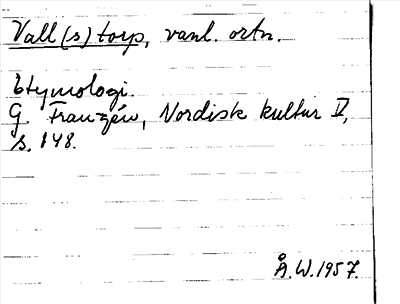 Vall(s)torp, vanl. ortn.
Etymologi.
G. Franzén, Nordisk kultur V,
s. 148.
Å.W. 1957.